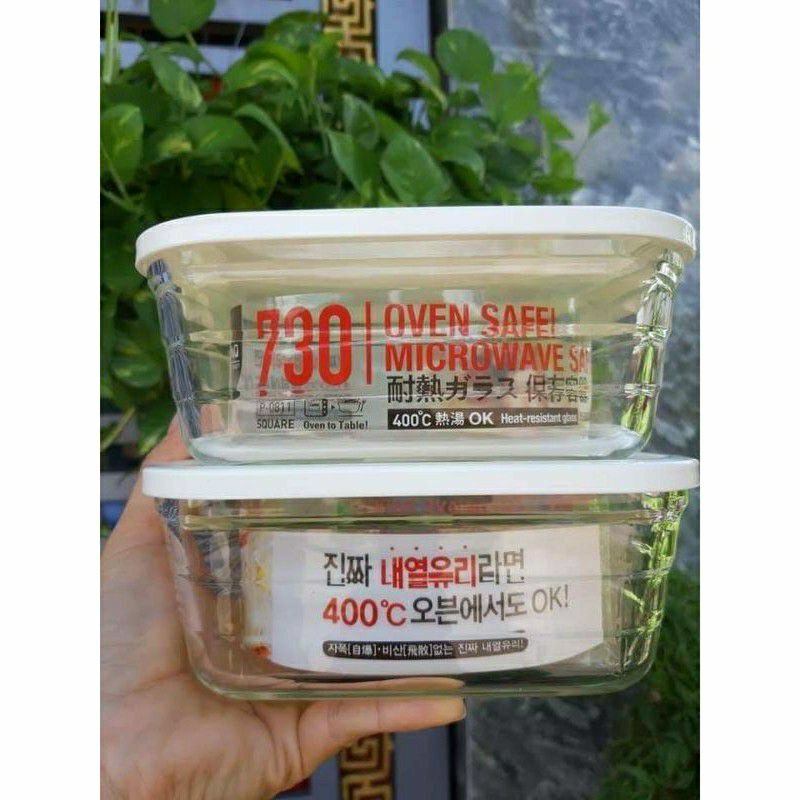 730
OVEN SAFE!
MICROWAVE SA
耐熱ガラス 保存容器
400℃ 熱湯 OK Heat-resistant glass
P-0811
SQUARE Oven to Table!
진짜 내열유리라면
400℃ 오븐에서도 OK!
자폭[自爆]·비산[飛散]없는 진짜 내열유리!